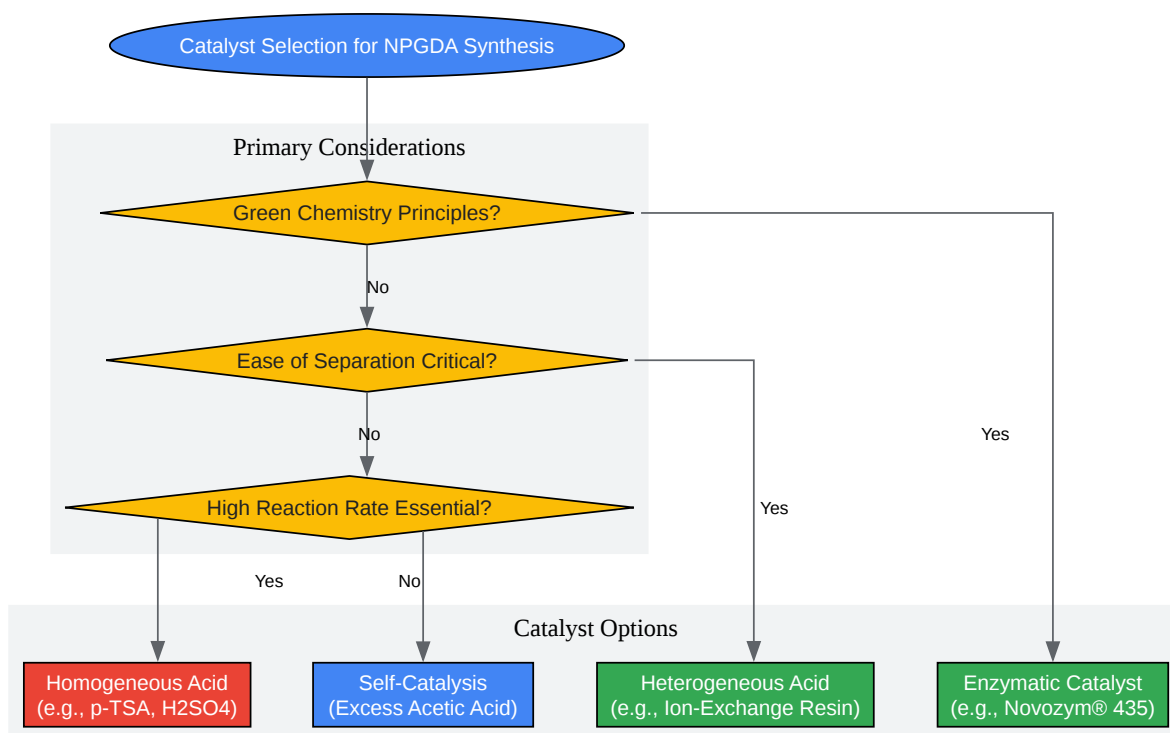 Catalyst Selection for NPGDA Synthesis
Primary Considerations
Green Chemistry Principles?
No
Ease of Separation Critical?
No
Yes
High Reaction Rate Essential?
Yes
Yes
No
Catalyst Options
Homogeneous Acid
(e.g., p-TSA, H2SO4)
Self-Catalysis
(Excess Acetic Acid)
Heterogeneous Acid
(e.g., Ion-Exchange Resin)
Enzymatic Catalyst
(e.g., Novozym® 435)